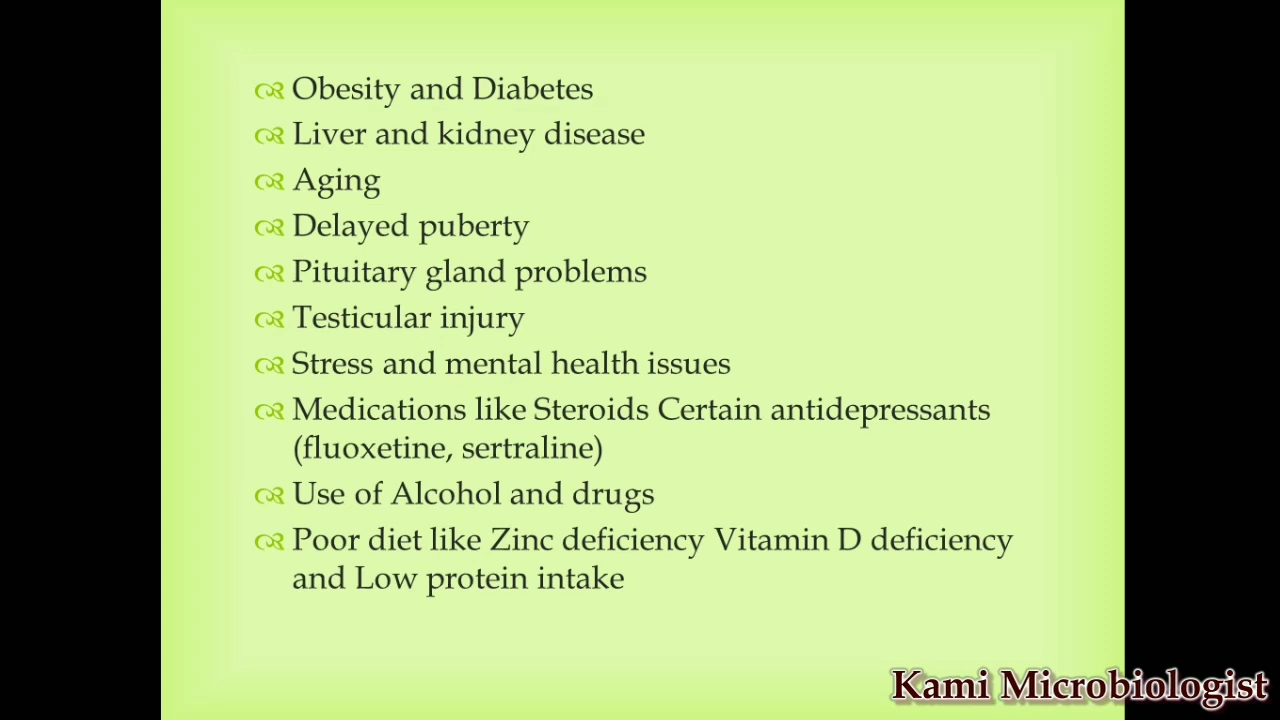 Obesity and Diabetes
Liver and kidney disease
Aging
Delayed puberty
Pituitary gland problems
Testicular injury
Stress and mental health issues
Medications like Steroids Certain antidepressants
(fluoxetine, sertraline)
Use of Alcohol and drugs
Poor diet like Zinc deficiency Vitamin D deficiency
and Low protein intake
Kami Microbiologist